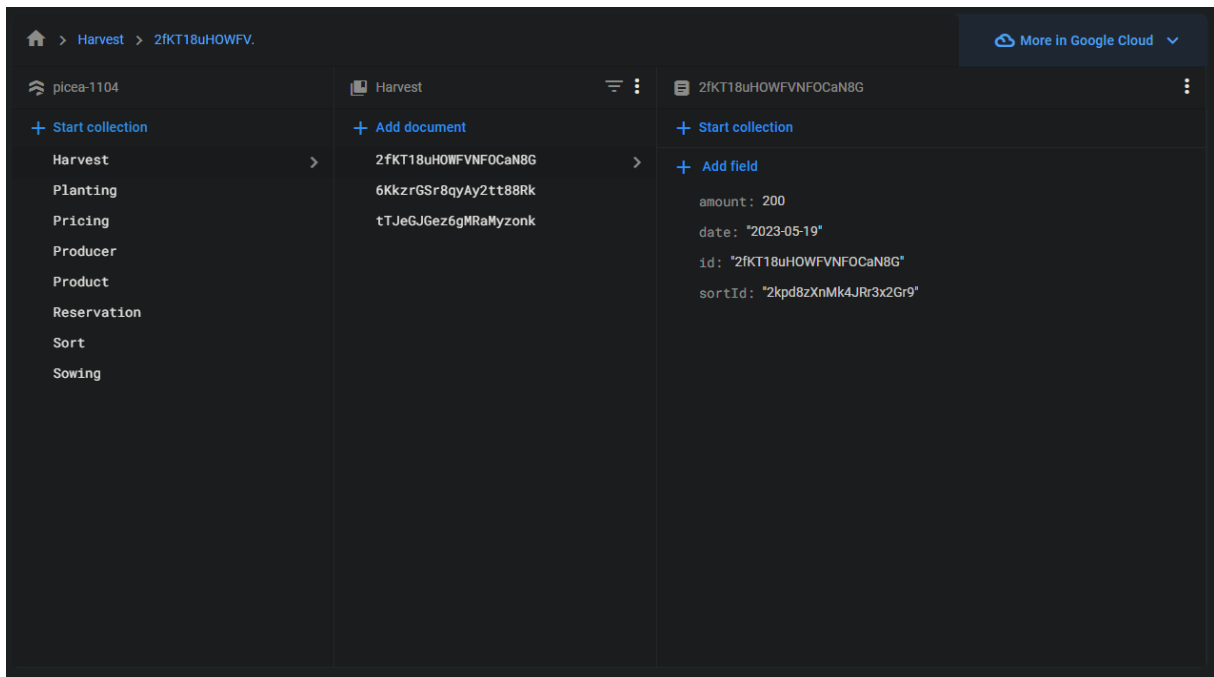 Harvest 2fKT18uHOWFV.
More in Google Cloud
picea-1104
Start collection
Harvest
Planting
Pricing
Producer
Product
Reservation
Sort
Sowing
Harvest
Add document
2fKT18uHOWFVNFOCaN8G
6KkzrGSr8qyAy2tt88Rk
tTJeGJGez6gMRaMyzonk
2fKT18uHOWFVNFOCaN8G
Start collection
Add field
amount: 200
date: "2023-05-19"
id: "2fKT18uHOWFVNFOCaN8G"
sortId: "2kpd8zXnMk4JRr3x2Gr9"